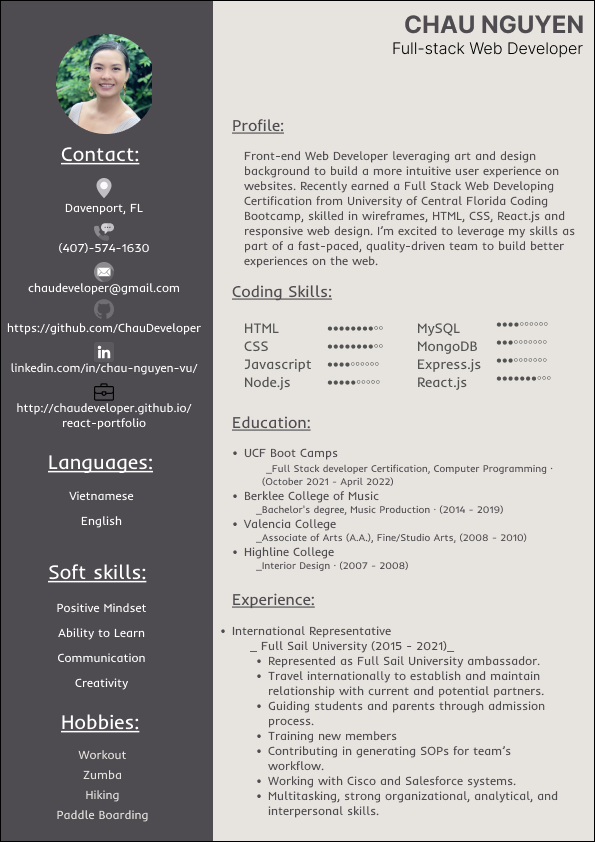 CHAU NGUYEN
Full-stack Web Developer
Contact:
Davenport, FL
(407)-574-1630
chaudeveloper@gmail.com
https://github.com/ChauDeveloper
linkedin.com/in/chau-nguyen-vu/
http://chaudeveloper.github.io/
react-portfolio
Languages:
Vietnamese
English
Soft skills:
Positive Mindset
Ability to Learn
Communication
Creativity
Hobbies:
Workout
Zumba
Hiking
Paddle Boarding
Profile:
Front-end Web Developer leveraging art and design
background to build a more intuitive user experience on
websites. Recently earned a Full Stack Web Developing
Certification from University of Central Florida Coding
Bootcamp, skilled in wireframes, HTML, CSS, React.js and
responsive web design. I'm excited to leverage my skills as
part of a fast-paced, quality-driven team to build better
experiences on the web.
Coding Skills:
HTML
CSS
Javascript
Node.js
MySQL
MongoDB
Express.js
React.js
Education:
• UCF Boot Camps
_Full Stack developer Certification, Computer Programming ·
(October 2021 - April 2022)
• Berklee College of Music
_Bachelor's degree, Music Production · (2014 - 2019)
• Valencia College
_Associate of Arts (A.A.), Fine/Studio Arts, (2008 - 2010)
• Highline College
_Interior Design · (2007 - 2008)
Experience:
• International Representative
_ Full Sail University (2015 - 2021)_
• Represented as Full Sail University ambassador.
• Travel internationally to establish and maintain
relationship with current and potential partners.
• Guiding students and parents through admission
process.
• Training new members
• Contributing in generating SOPs for team's
workflow.
• Working with Cisco and Salesforce systems.
• Multitasking, strong organizational, analytical, and
interpersonal skills.